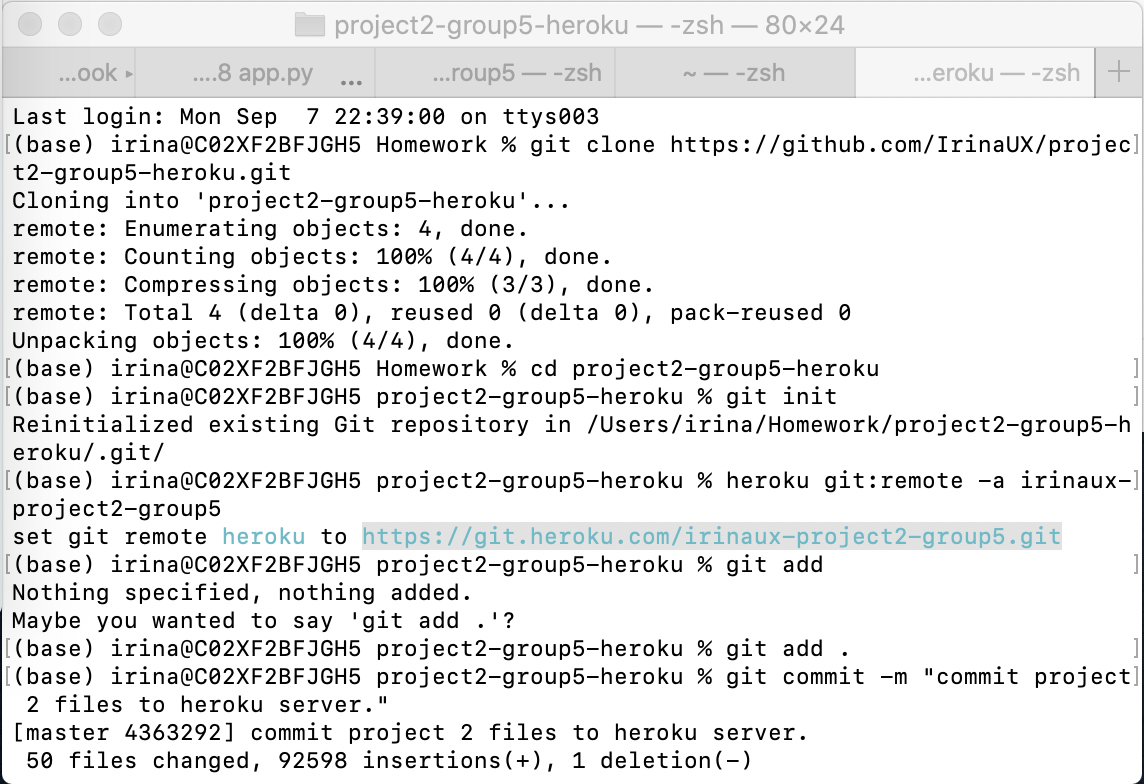 project2-group5-heroku — -zsh — 80×24
...ook ▸ ....8 app.py ... ...roup5 — -zsh ~ — -zsh ...eroku — -zsh +
Last login: Mon Sep  7 22:39:00 on ttys003
[(base) irina@C02XF2BFJGH5 Homework % git clone https://github.com/IrinaUX/projec]
t2-group5-heroku.git
Cloning into 'project2-group5-heroku'...
remote: Enumerating objects: 4, done.
remote: Counting objects: 100% (4/4), done.
remote: Compressing objects: 100% (3/3), done.
remote: Total 4 (delta 0), reused 0 (delta 0), pack-reused 0
Unpacking objects: 100% (4/4), done.
[(base) irina@C02XF2BFJGH5 Homework % cd project2-group5-heroku ]
[(base) irina@C02XF2BFJGH5 project2-group5-heroku % git init ]
Reinitialized existing Git repository in /Users/irina/Homework/project2-group5-h
eroku/.git/
[(base) irina@C02XF2BFJGH5 project2-group5-heroku % heroku git:remote -a irinaux-]
project2-group5
set git remote heroku to https://git.heroku.com/irinaux-project2-group5.git
[(base) irina@C02XF2BFJGH5 project2-group5-heroku % git add ]
Nothing specified, nothing added.
Maybe you wanted to say 'git add .'?
[(base) irina@C02XF2BFJGH5 project2-group5-heroku % git add . ]
[(base) irina@C02XF2BFJGH5 project2-group5-heroku % git commit -m "commit project]
 2 files to heroku server."
[master 4363292] commit project 2 files to heroku server.
 50 files changed, 92598 insertions(+), 1 deletion(-)